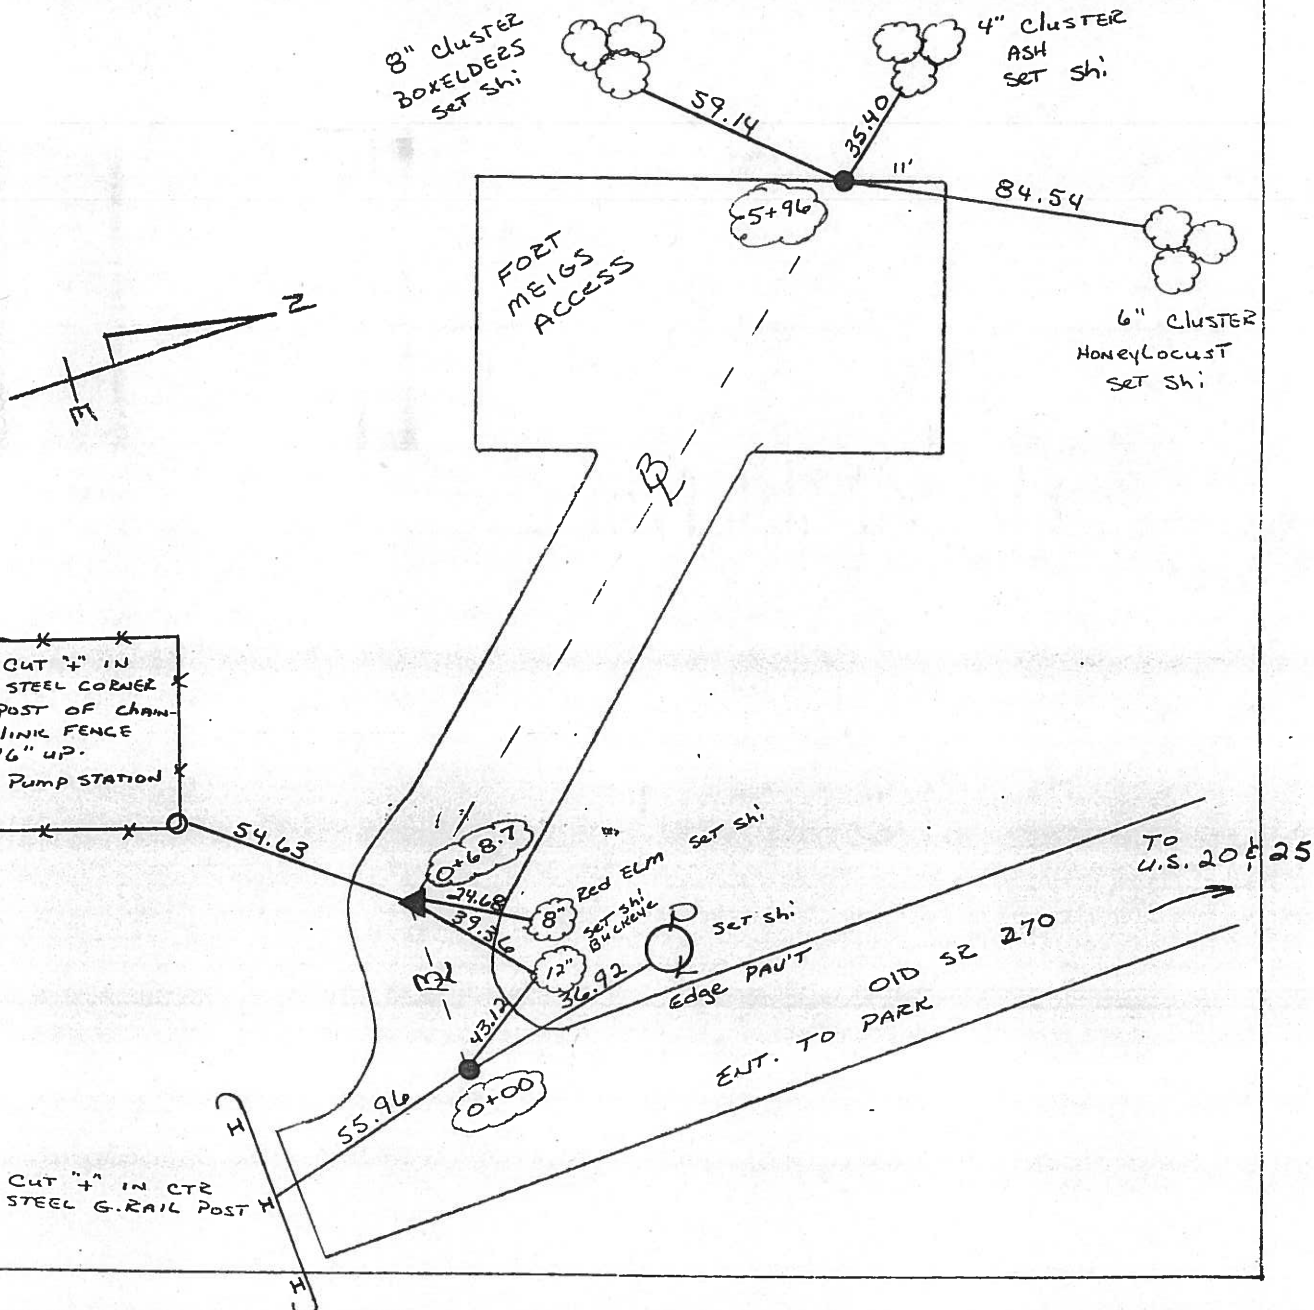 8" CLUSTER
BOXELDERS
SET Shi
4" CLUSTER
ASH
SET Shi
59.14
35.40
11'
84.54
5+96
FORT
MEIGS
ACCESS
6" CLUSTER
HONEYLOCUST
SET Shi
N
E
BL
CUT "+" IN
STEEL CORNER
POST OF CHAIN-
LINK FENCE
6" UP.
PUMP STATION
54.63
0+68.7
24.68
39.36
8"
Red ELM SET Shi
SET Shi
Buckeye
12"
P
L
SET Shi
36.92
Edge PAV'T
BL
43.12
0+00
55.96
TO
U.S. 20 & 25
OLD SR 270
ENT. TO PARK
H
H
H
CUT "+" IN CTR
STEEL G.RAIL POST